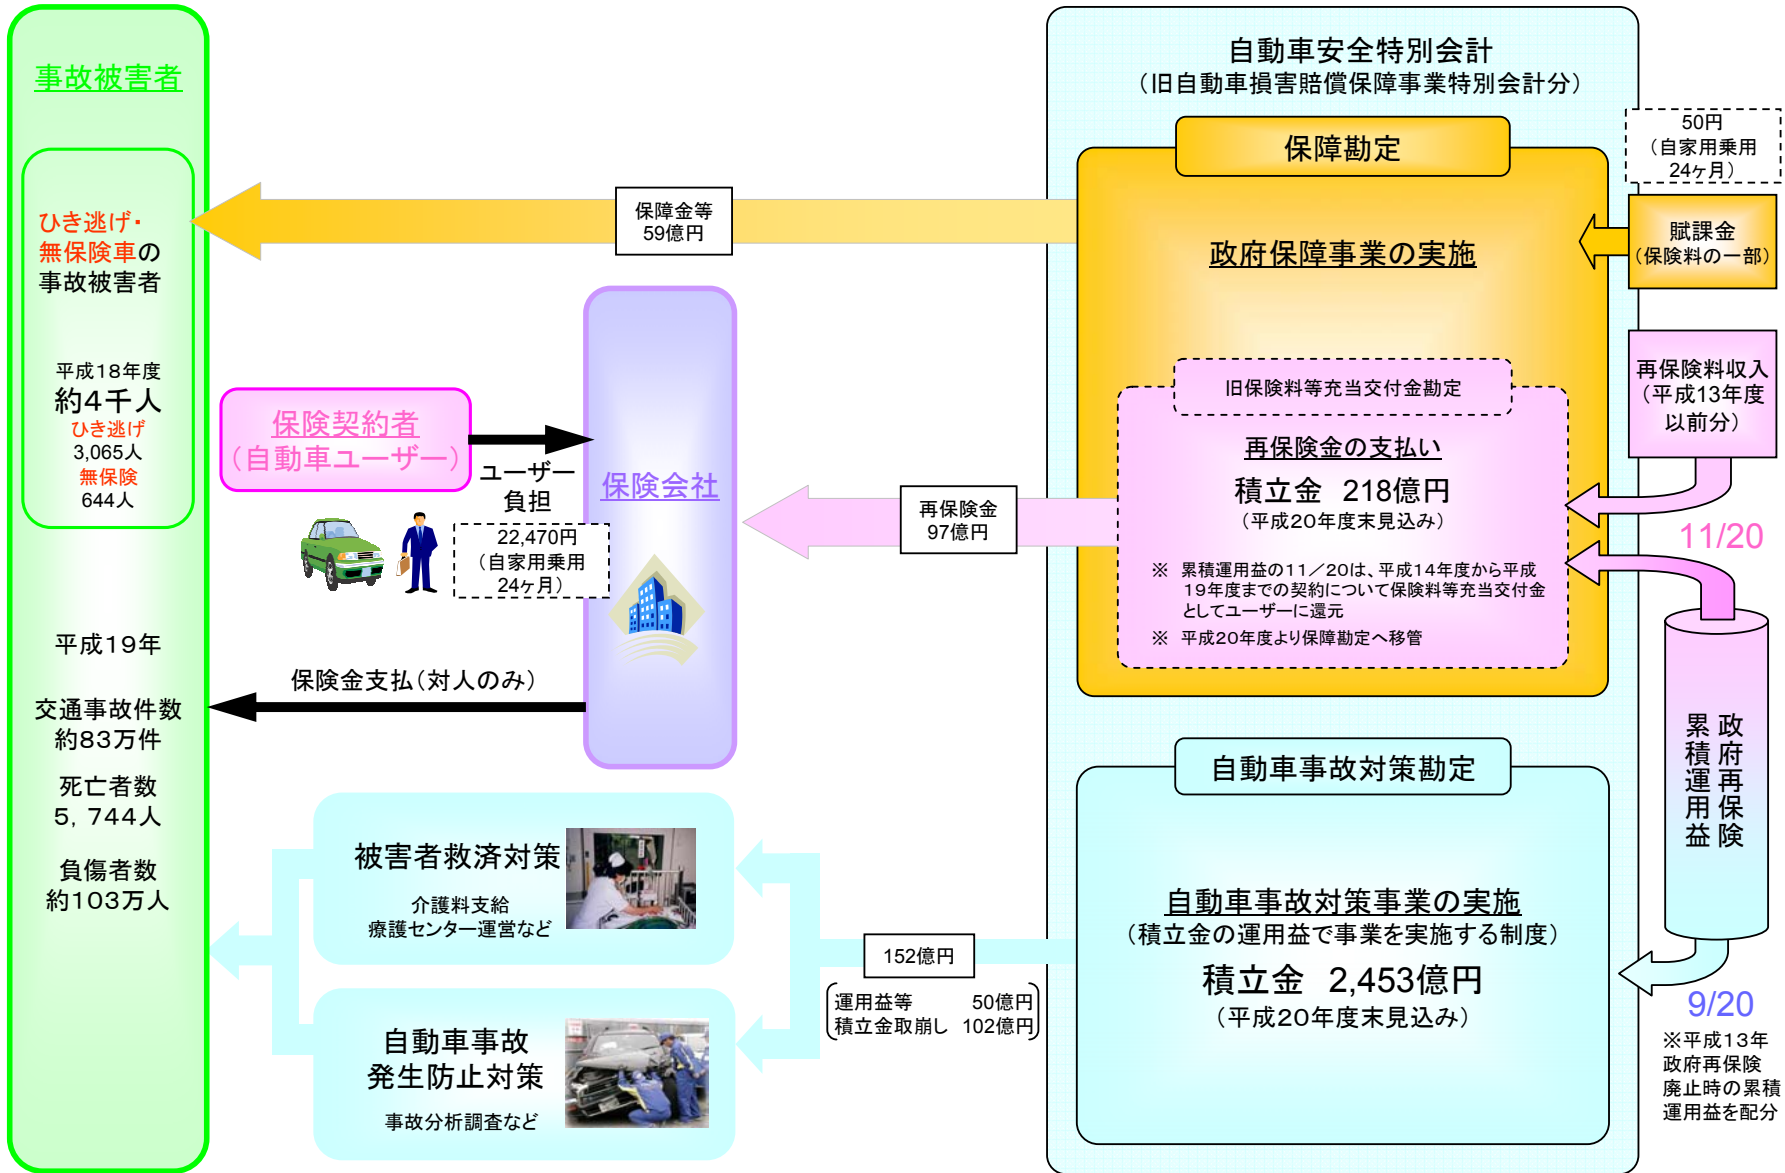 事故被害者
ひき逃げ・
無保険車の
事故被害者
平成18年度
約4千人
ひき逃げ
3,065人
無保険
644人
平成19年
交通事故件数
約83万件
死亡者数
5,744人
負傷者数
約103万人
保障金等
59億円
保険契約者
（自動車ユーザー）
ユーザー
負担
22,470円
（自家用乗用
24ヶ月）
保険会社
保険金支払（対人のみ）
再保険金
97億円
被害者救済対策
介護料支給
療護センター運営など
自動車事故
発生防止対策
事故分析調査など
152億円
運用益等 50億円
積立金取崩し 102億円
自動車安全特別会計
（旧自動車損害賠償保障事業特別会計分）
保障勘定
政府保障事業の実施
旧保険料等充当交付金勘定
再保険金の支払い
積立金 218億円
（平成20年度末見込み）
※ 累積運用益の11／20は、平成14年度から平成
19年度までの契約について保険料等充当交付金
としてユーザーに還元
※ 平成20年度より保障勘定へ移管
自動車事故対策勘定
自動車事故対策事業の実施
（積立金の運用益で事業を実施する制度）
積立金 2,453億円
（平成20年度末見込み）
50円
（自家用乗用
24ヶ月）
賦課金
（保険料の一部）
再保険料収入
（平成13年度
以前分）
11/20
政府再保険
累積運用益
9/20
※平成13年
政府再保険
廃止時の累積
運用益を配分